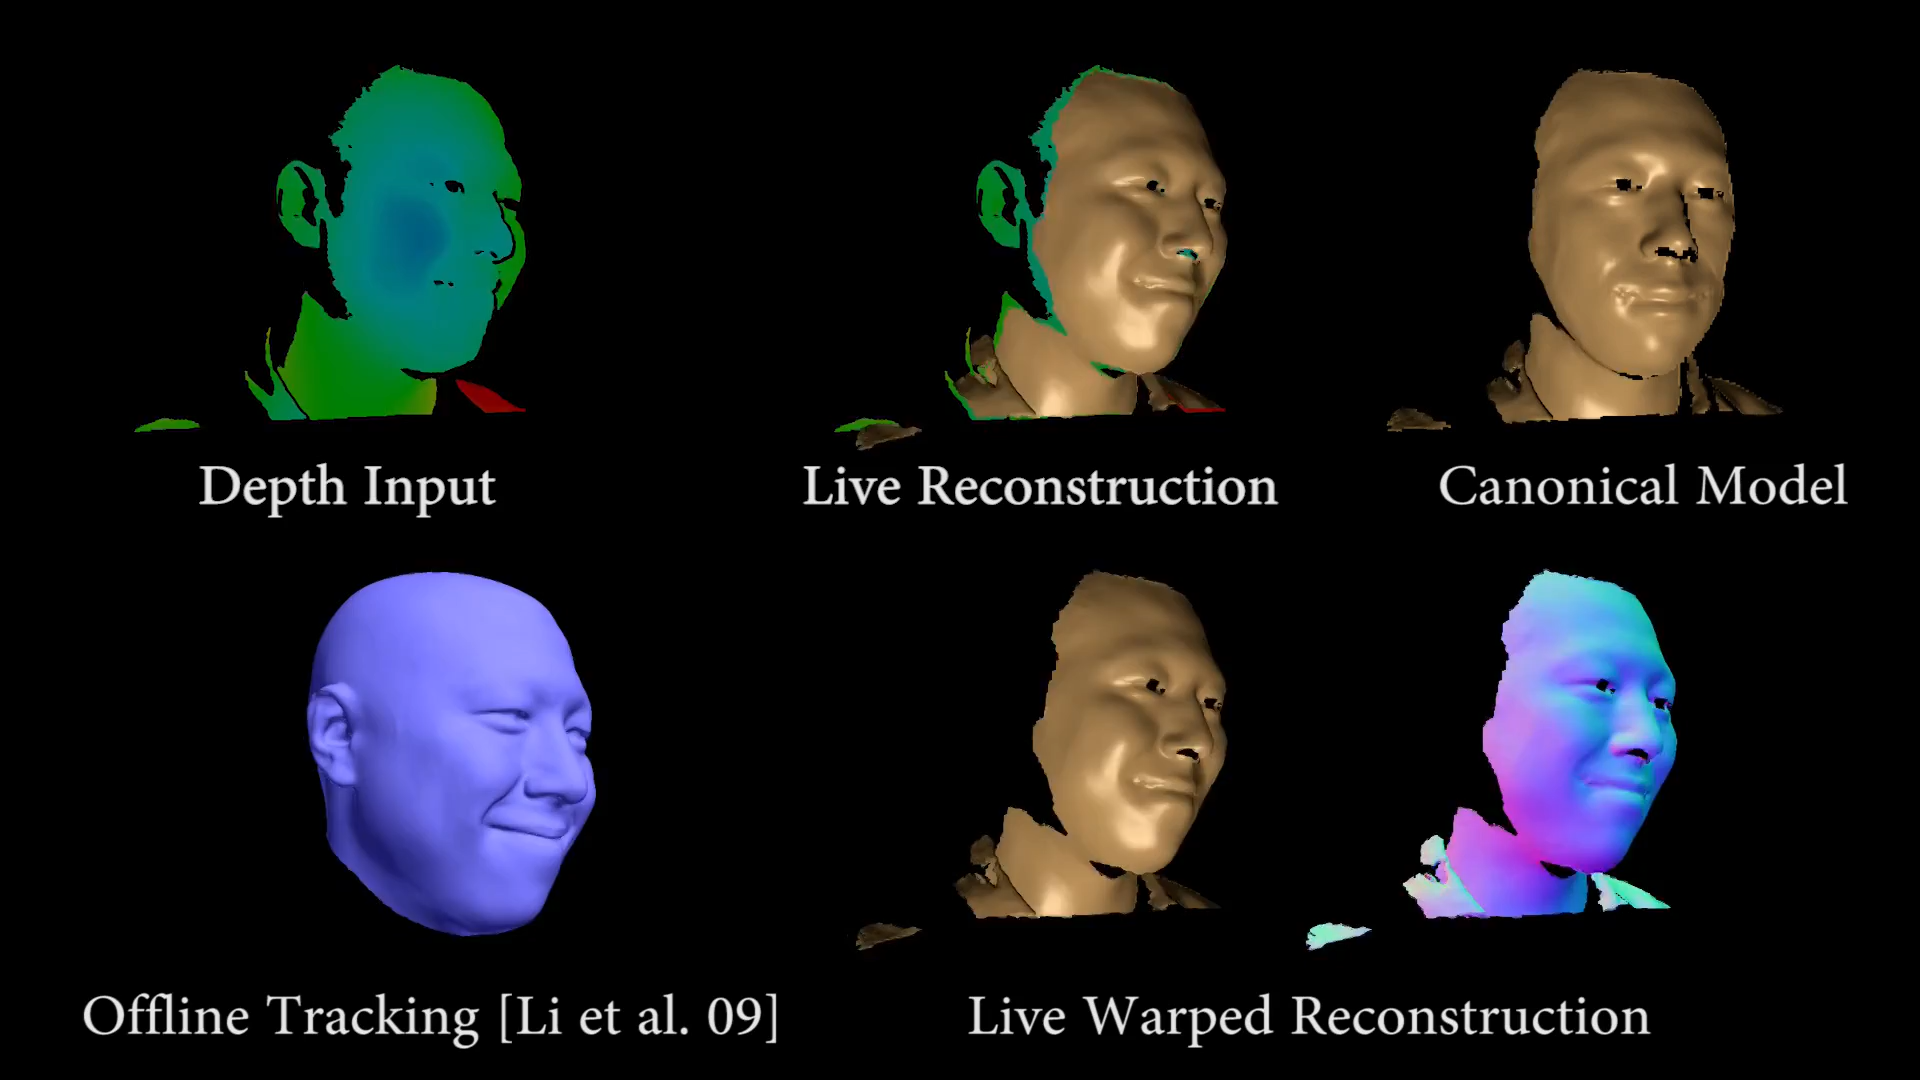 Depth Input
Live Reconstruction
Canonical Model
Offline Tracking [Li et al. 09]
Live Warped Reconstruction